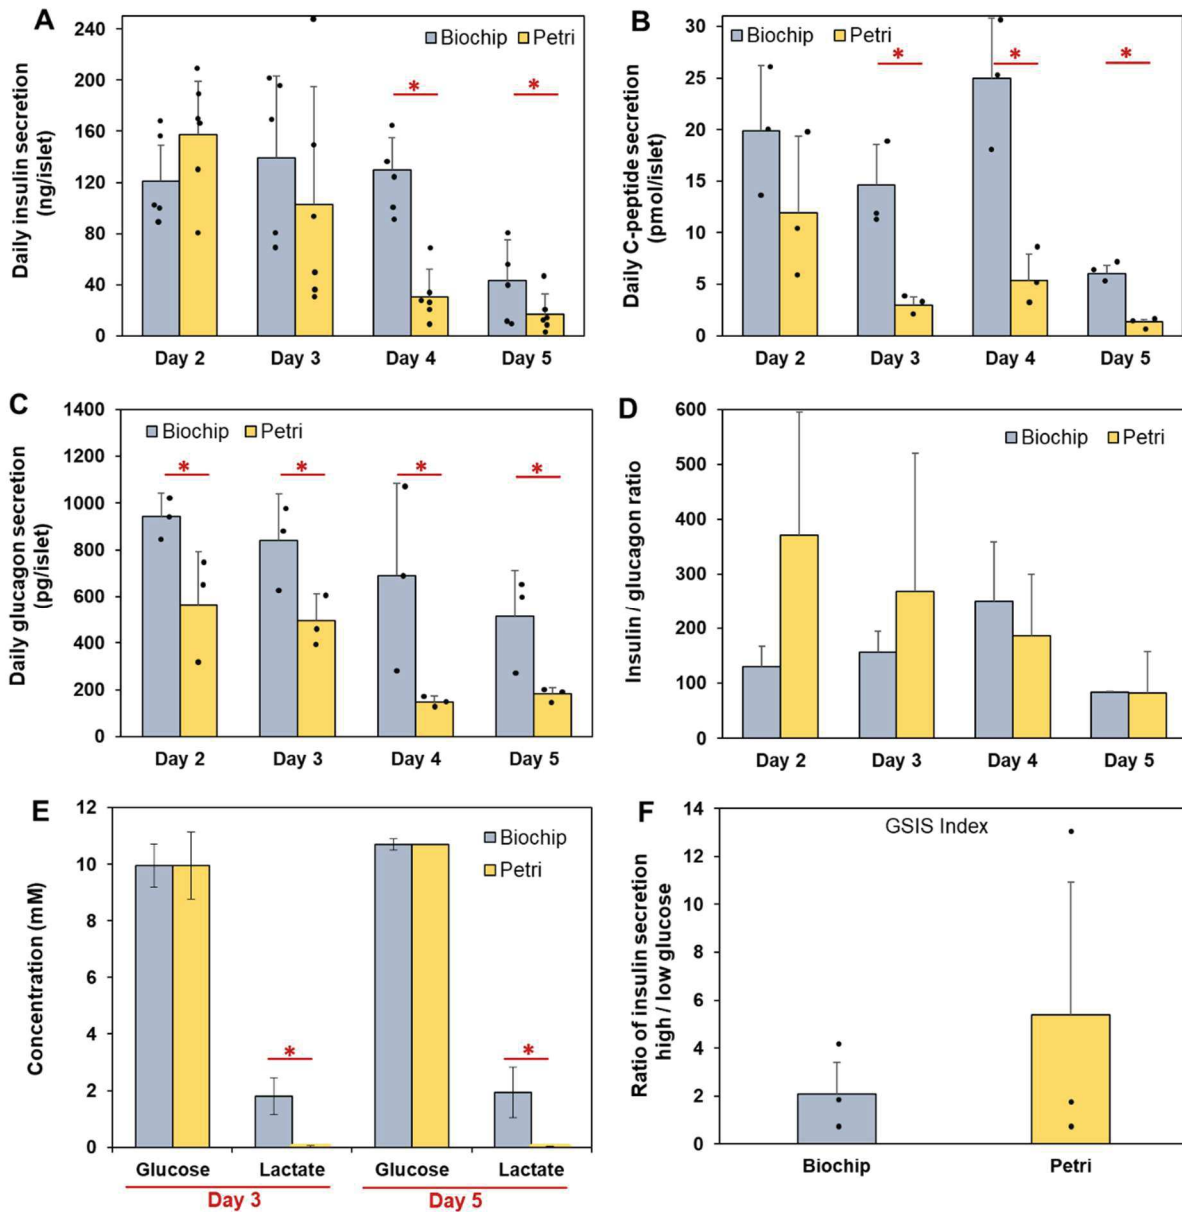 A
Daily insulin secretion
(ng/islet)
240
200
160
120
80
40
0
Biochip Petri
* *
Day 2 Day 3 Day 4 Day 5
B
Daily C-peptide secretion
(pmol/islet)
30
25
20
15
10
5
0
Biochip Petri
* * *
Day 2 Day 3 Day 4 Day 5
C
Daily glucagon secretion
(pg/islet)
1400
1200
1000
800
600
400
200
0
Biochip Petri
* * * *
Day 2 Day 3 Day 4 Day 5
D
Insulin / glucagon ratio
600
500
400
300
200
100
0
Biochip Petri
Day 2 Day 3 Day 4 Day 5
E
Concentration (mM)
12
10
8
6
4
2
0
Biochip
Petri
* *
Glucose Lactate Glucose Lactate
Day 3 Day 5
F
GSIS Index
Ratio of insulin secretion
high / low glucose
14
12
10
8
6
4
2
0
Biochip Petri